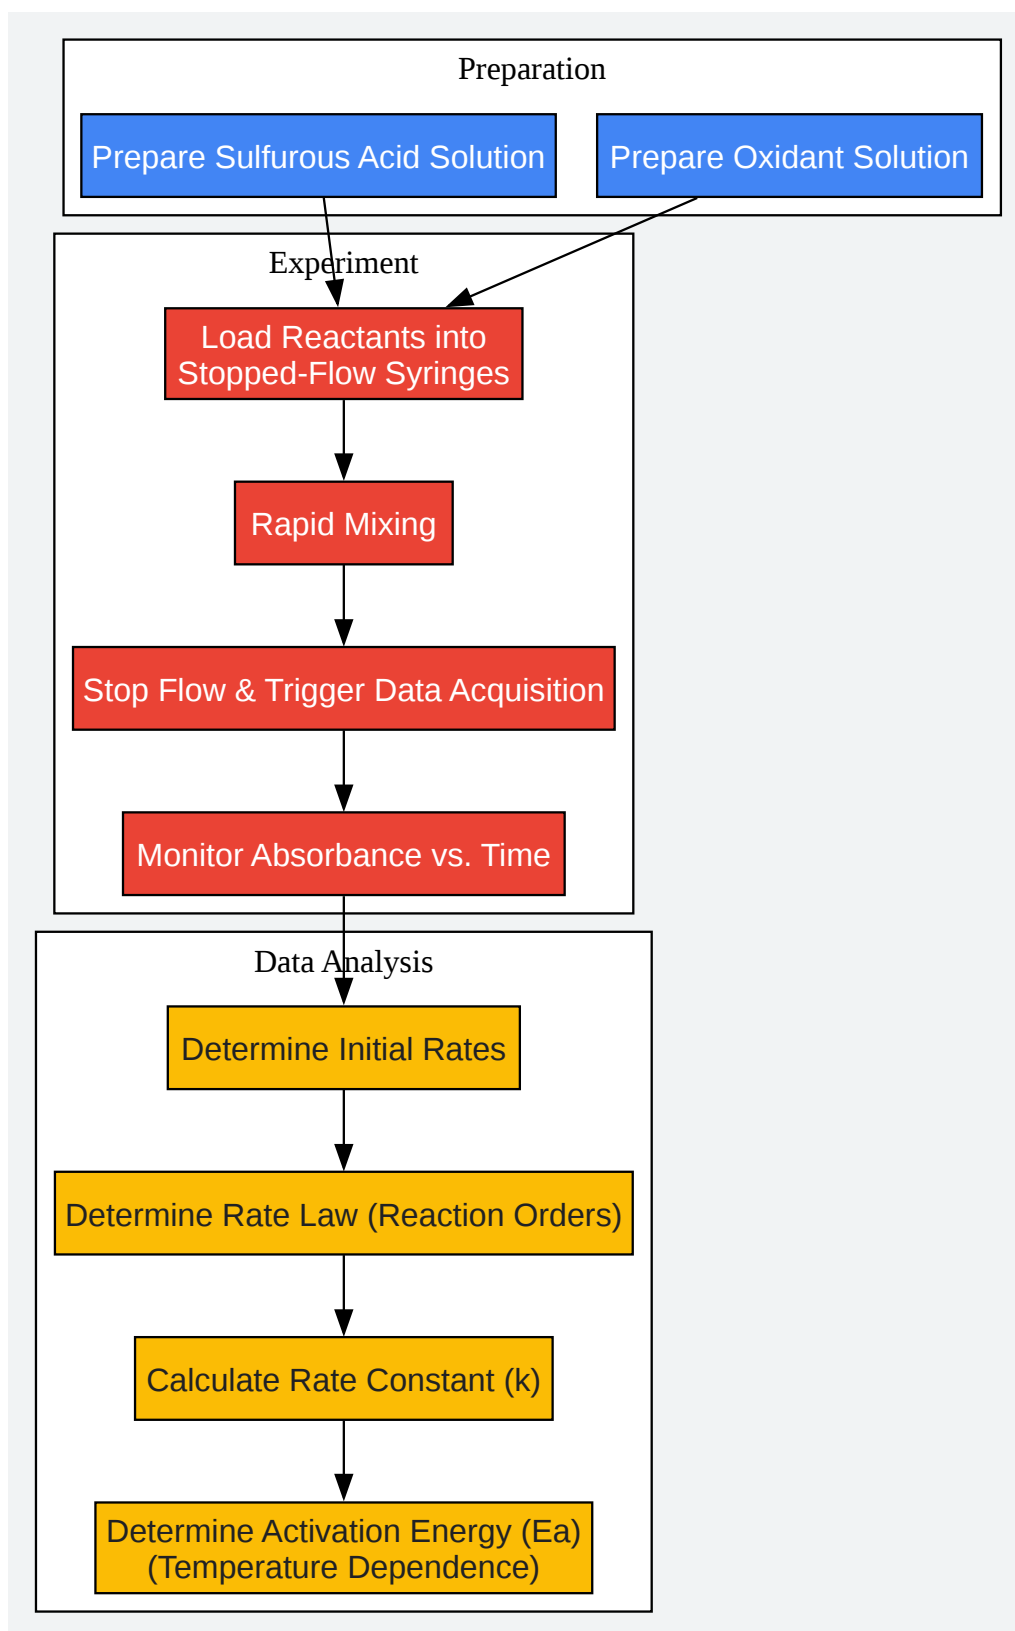 Preparation
Prepare Sulfurous Acid Solution
Prepare Oxidant Solution
Experiment
Load Reactants into
Stopped-Flow Syringes
Rapid Mixing
Stop Flow & Trigger Data Acquisition
Monitor Absorbance vs. Time
Data Analysis
Determine Initial Rates
Determine Rate Law (Reaction Orders)
Calculate Rate Constant (k)
Determine Activation Energy (Ea)
(Temperature Dependence)